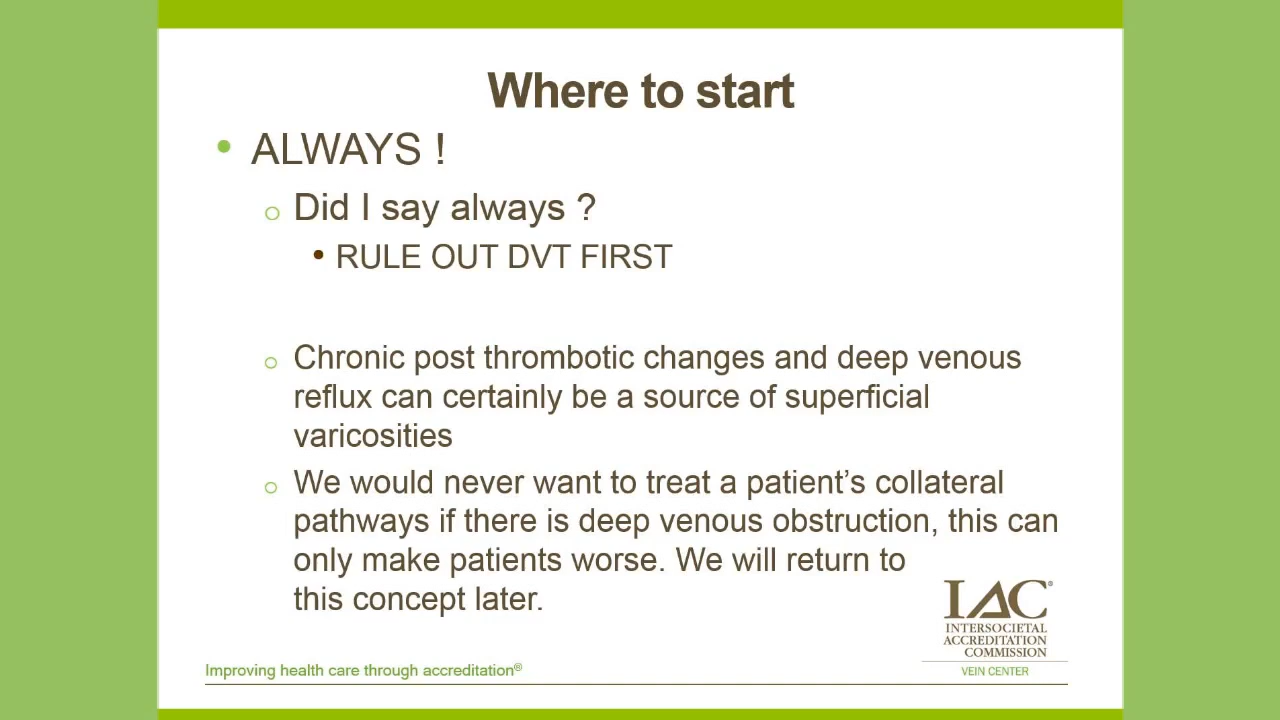 Where to start
• ALWAYS !
o Did I say always ?
• RULE OUT DVT FIRST
o Chronic post thrombotic changes and deep venous
reflux can certainly be a source of superficial
varicosities
o We would never want to treat a patient’s collateral
pathways if there is deep venous obstruction, this can
only make patients worse. We will return to
this concept later.
IAC®
INTERSOCIETAL
ACCREDITATION
COMMISSION
VEIN CENTER
Improving health care through accreditation®